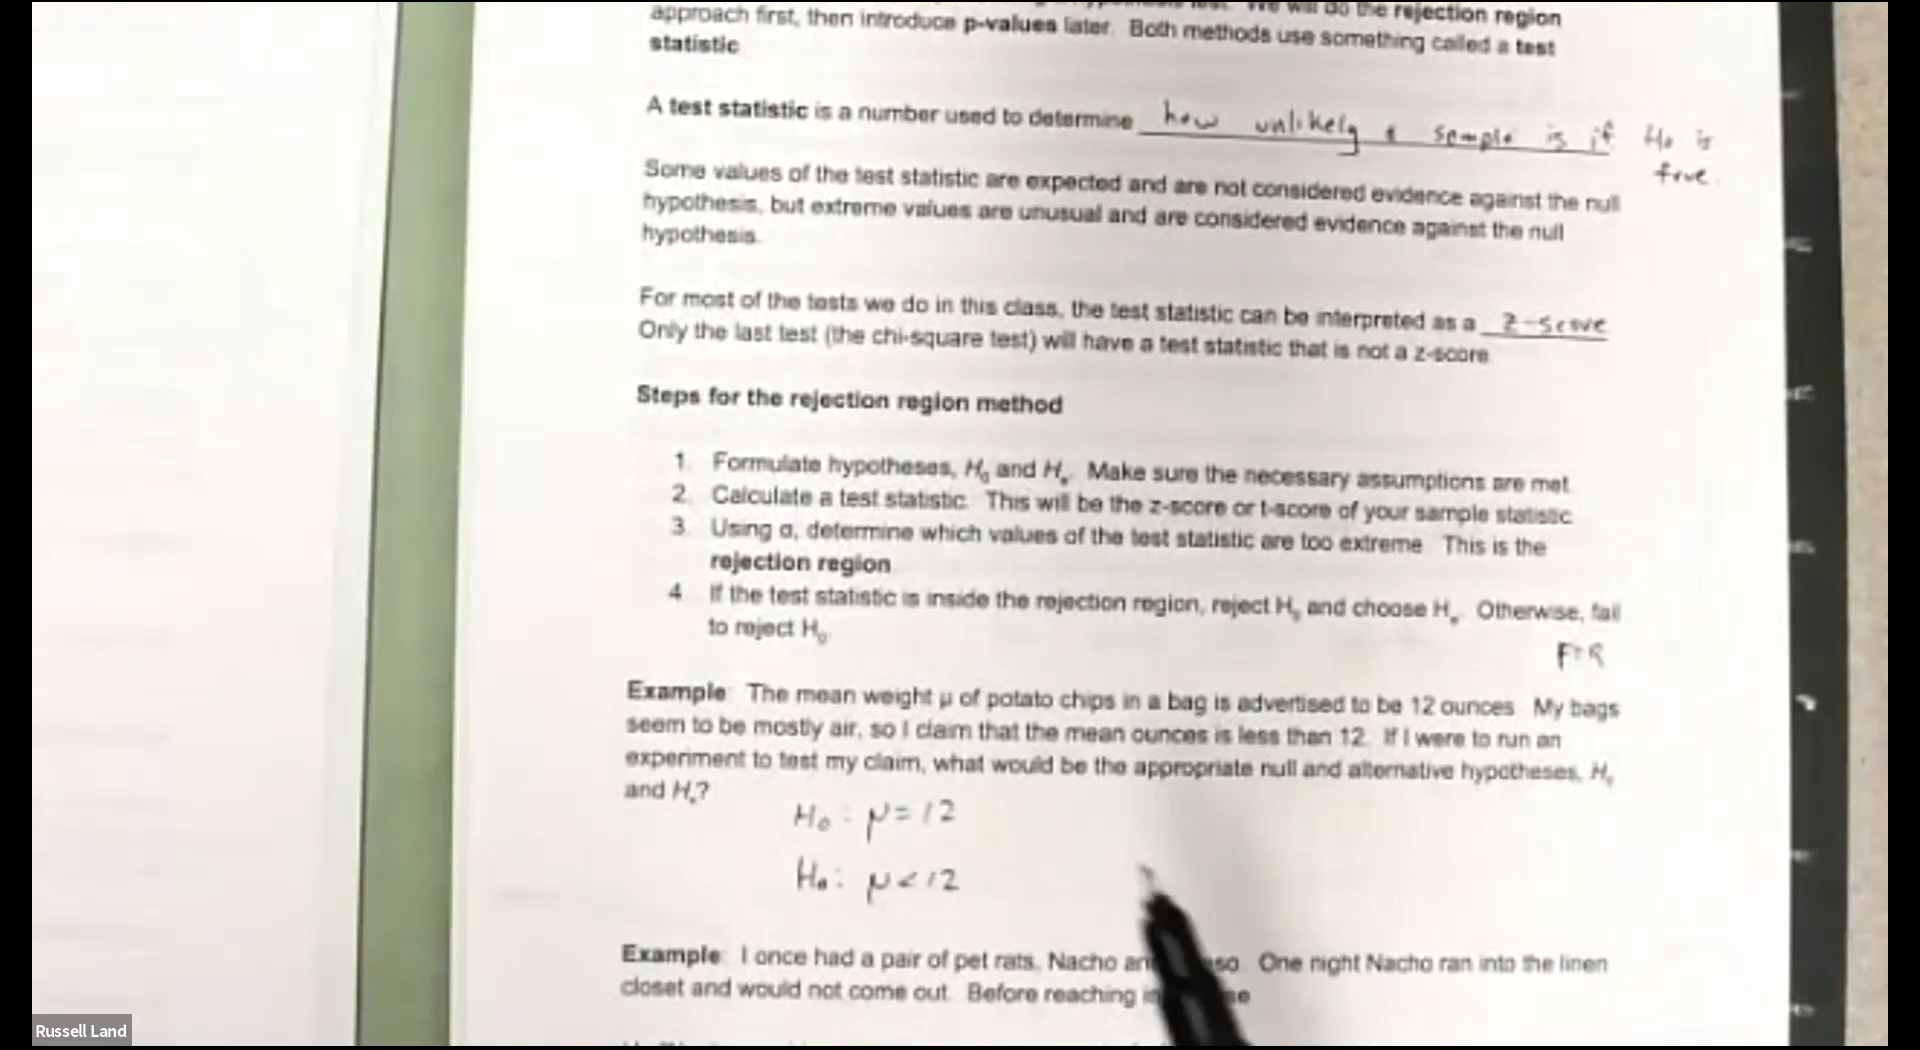 We will do the rejection region
approach first, then introduce p-values later. Both methods use something called a test
statistic
A test statistic is a number used to determine how unlikely a sample is if H₀ is
true.
Some values of the test statistic are expected and are not considered evidence against the null
hypothesis, but extreme values are unusual and are considered evidence against the null
hypothesis.
For most of the tests we do in this class, the test statistic can be interpreted as a z-score
Only the last test (the chi-square test) will have a test statistic that is not a z-score
Steps for the rejection region method
1. Formulate hypotheses, H₀ and Hₐ. Make sure the necessary assumptions are met
2. Calculate a test statistic. This will be the z-score or t-score of your sample statistic
3. Using α, determine which values of the test statistic are too extreme. This is the
rejection region
4. If the test statistic is inside the rejection region, reject H₀ and choose Hₐ. Otherwise, fail
to reject H₀
FTR
Example: The mean weight μ of potato chips in a bag is advertised to be 12 ounces. My bags
seem to be mostly air, so I claim that the mean ounces is less than 12. If I were to run an
experiment to test my claim, what would be the appropriate null and alternative hypotheses, H₀
and Hₐ?
H₀: μ = 12
Hₐ: μ < 12
Example: I once had a pair of pet rats, Nacho One night Nacho ran into the linen
closet and would not come out. Before reaching
Russell Land